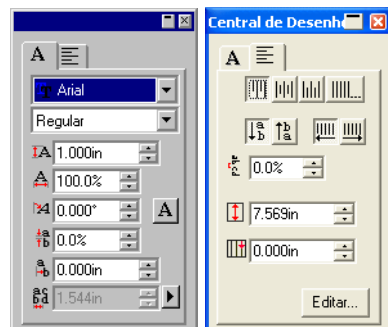 A
Arial
Regular
1.000in
100.0%
0.000°
A
0.0%
0.000in
1.544in
Central de Desenh
A
0.0%
7.569in
0.000in
Editar...